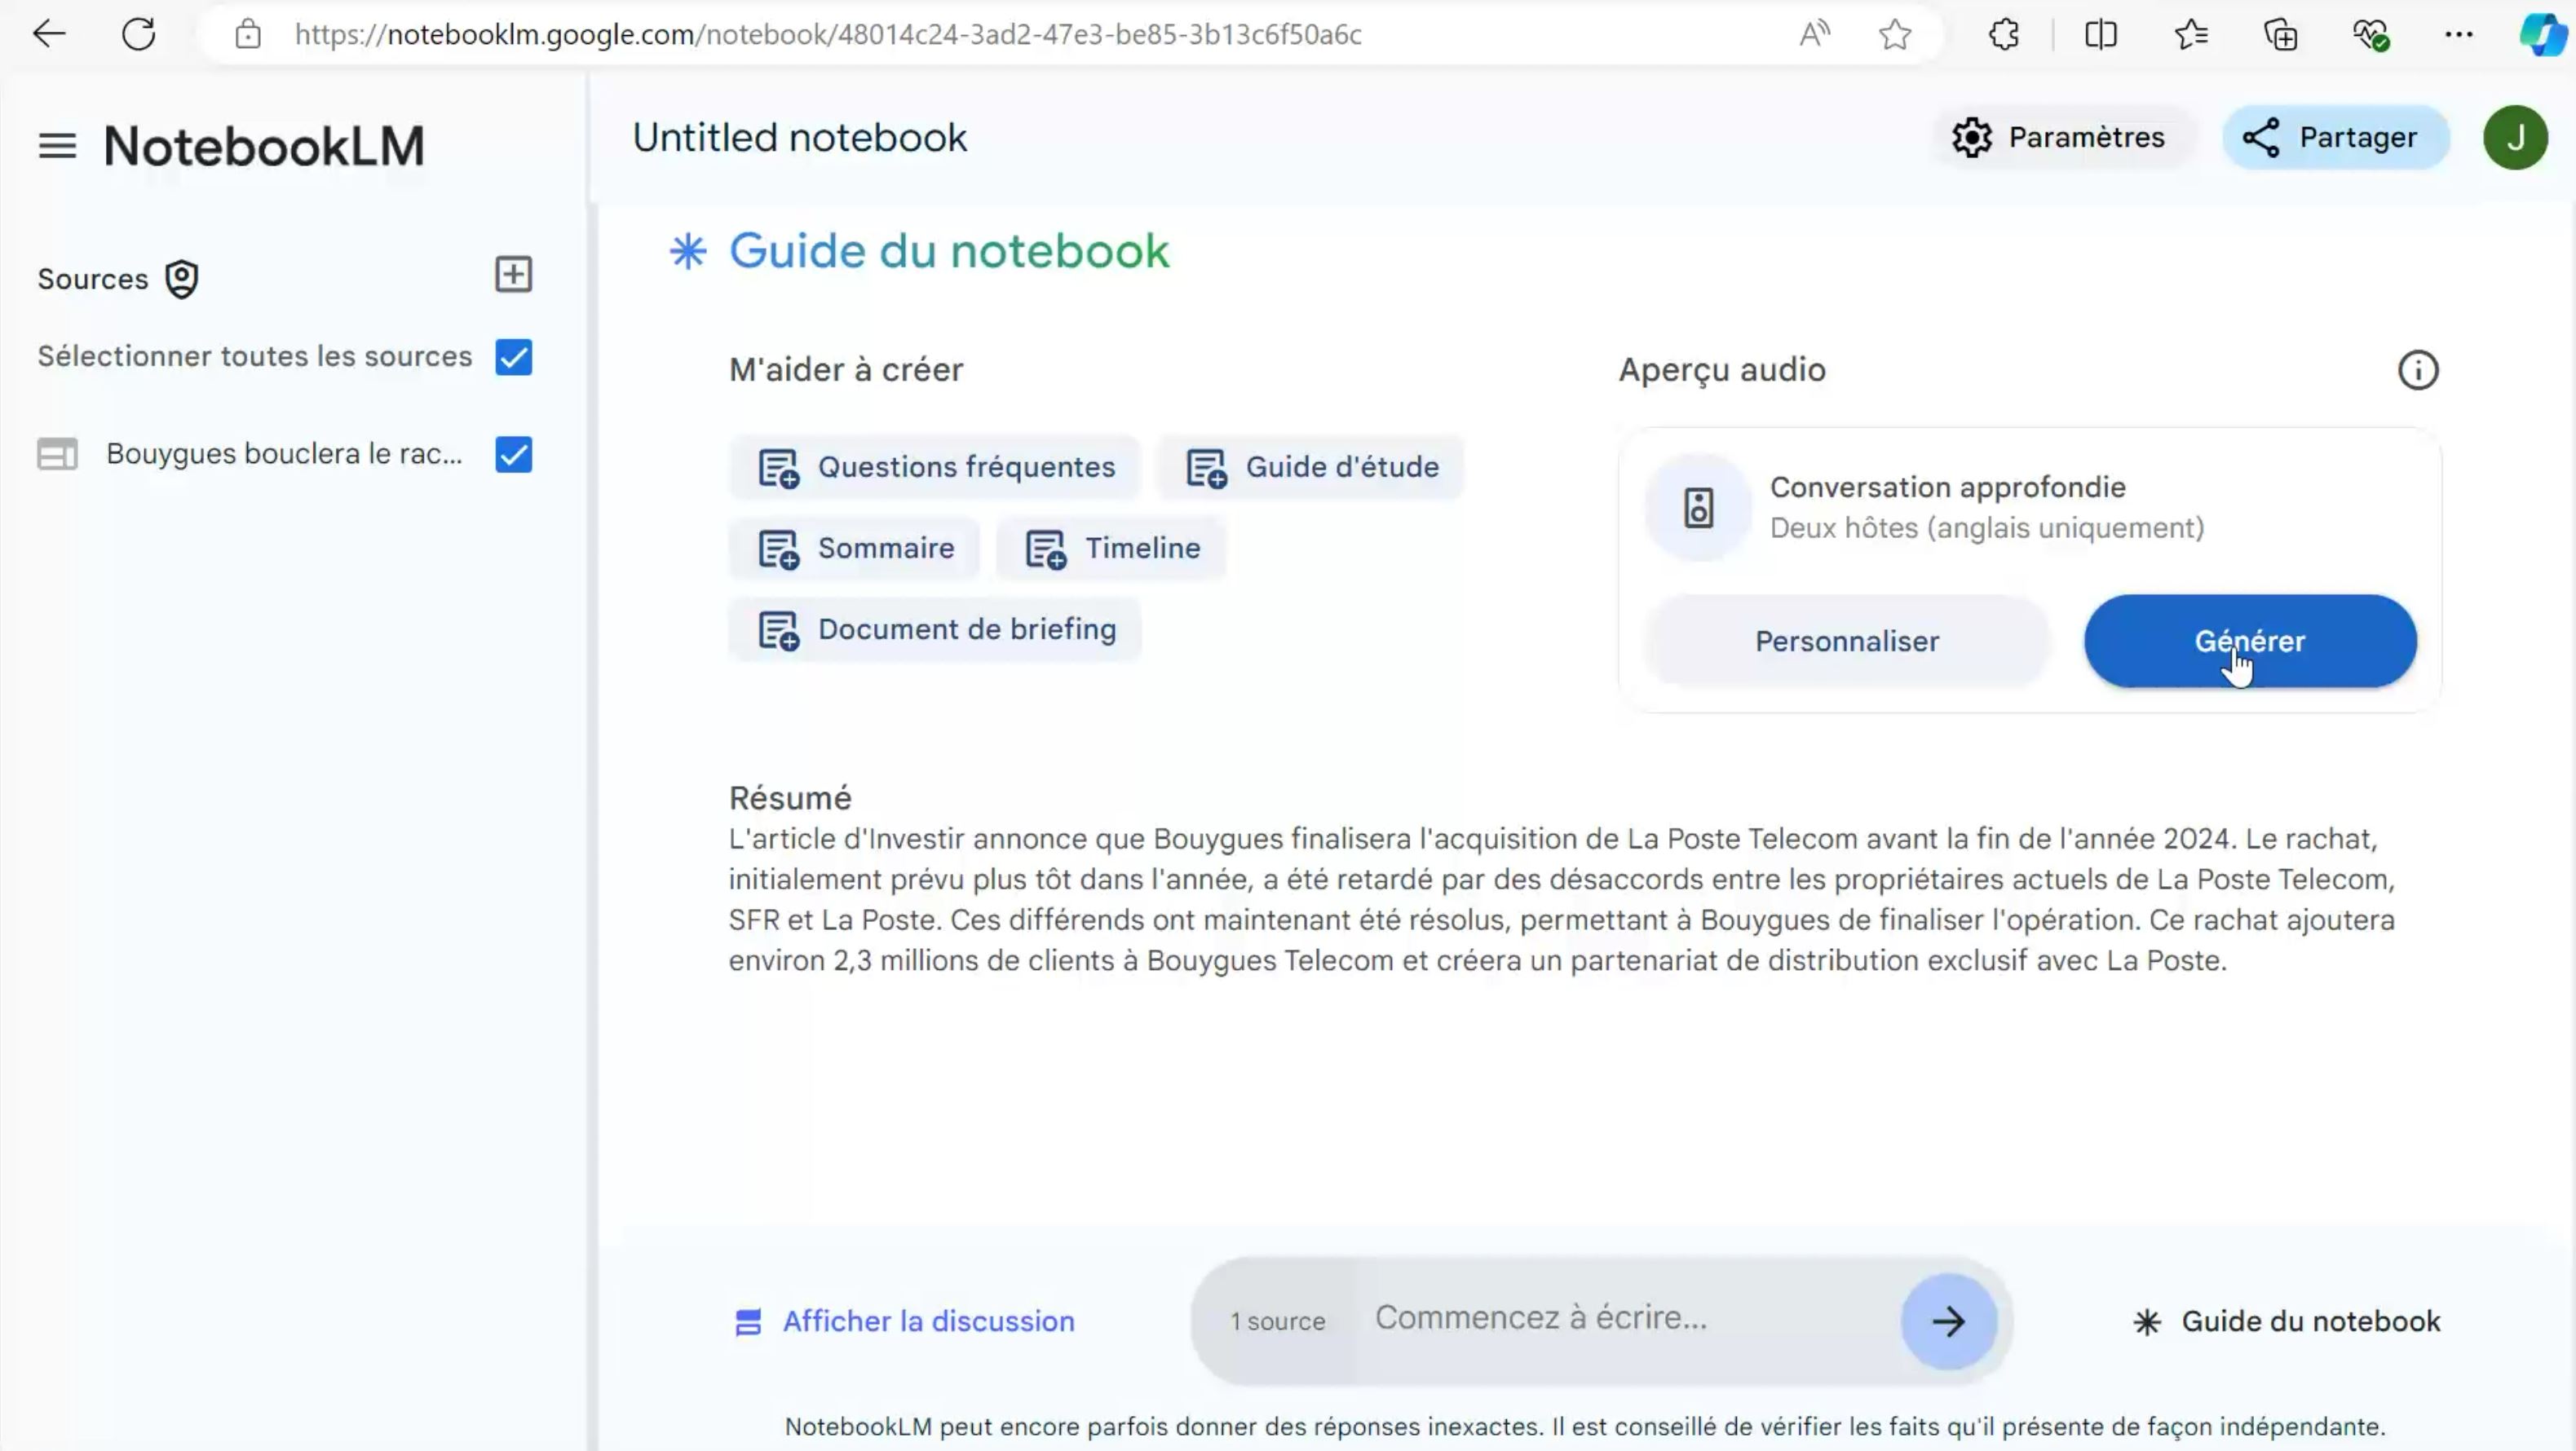 https://notebooklm.google.com/notebook/48014c24-3ad2-47e3-be85-3b13c6f50a6c
NotebookLM
Untitled notebook
Paramètres
Partager
J
Sources
Sélectionner toutes les sources
Bouygues bouclera le rac...
Guide du notebook
M'aider à créer
Questions fréquentes
Guide d'étude
Sommaire
Timeline
Document de briefing
Aperçu audio
Conversation approfondie
Deux hôtes (anglais uniquement)
Personnaliser
Générer
Résumé
L'article d'Investir annonce que Bouygues finalisera l'acquisition de La Poste Telecom avant la fin de l'année 2024. Le rachat,
initialement prévu plus tôt dans l'année, a été retardé par des désaccords entre les propriétaires actuels de La Poste Telecom,
SFR et La Poste. Ces différends ont maintenant été résolus, permettant à Bouygues de finaliser l'opération. Ce rachat ajoutera
environ 2,3 millions de clients à Bouygues Telecom et créera un partenariat de distribution exclusif avec La Poste.
Afficher la discussion
1 source
Commencez à écrire...
Guide du notebook
NotebookLM peut encore parfois donner des réponses inexactes. Il est conseillé de vérifier les faits qu'il présente de façon indépendante.